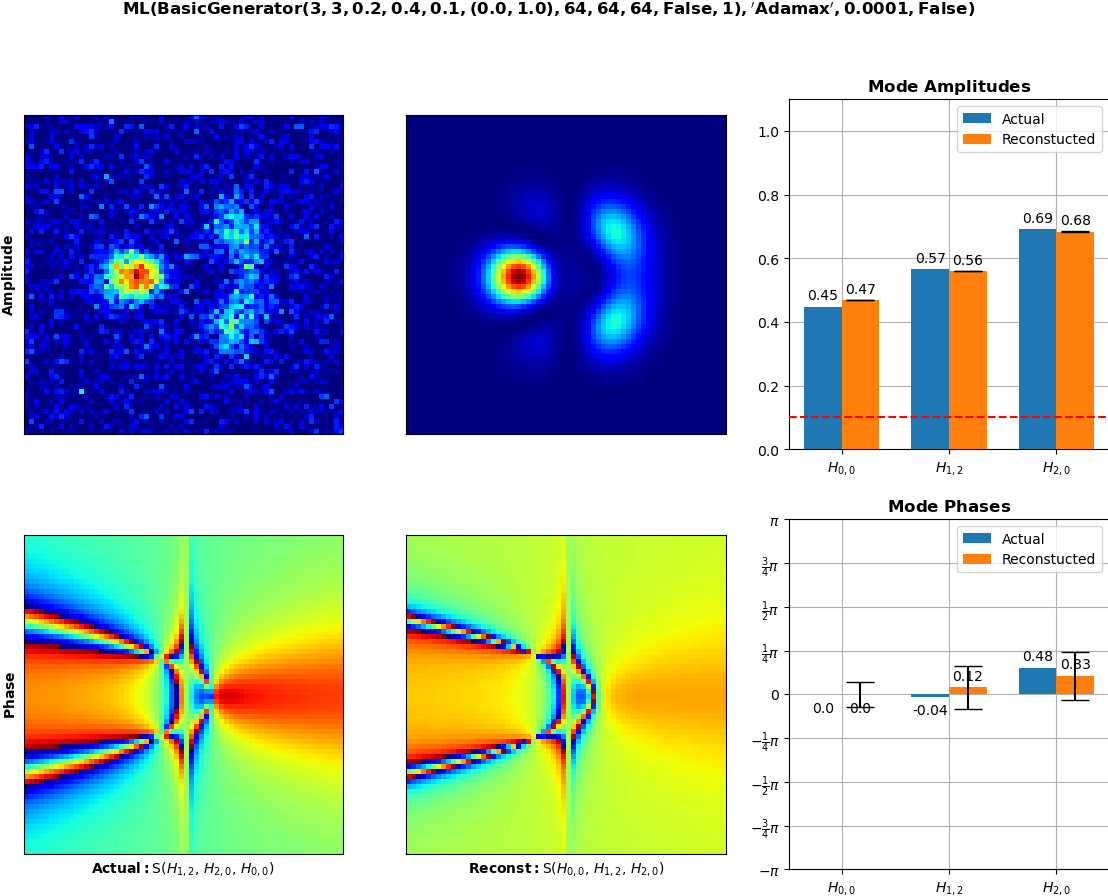 ML(BasicGenerator(3, 3, 0.2, 0.4, 0.1, (0.0, 1.0), 64, 64, 64, False, 1), ′Adamax′, 0.0001, False)
Amplitude
Mode Amplitudes
Actual
Reconstucted
1.0
0.8
0.6
0.4
0.2
0.0
0.45 0.47
0.57 0.56
0.69 0.68
H0,0 H1,2 H2,0
Phase
Actual: S(H1,2, H2,0, H0,0)
Reconst: S(H0,0, H1,2, H2,0)
Mode Phases
Actual
Reconstucted
π
3/4π
1/2π
1/4π
0
−1/4π
−1/2π
−3/4π
−π
0.0 0.0
-0.04 0.12
0.48 0.33
H0,0 H1,2 H2,0